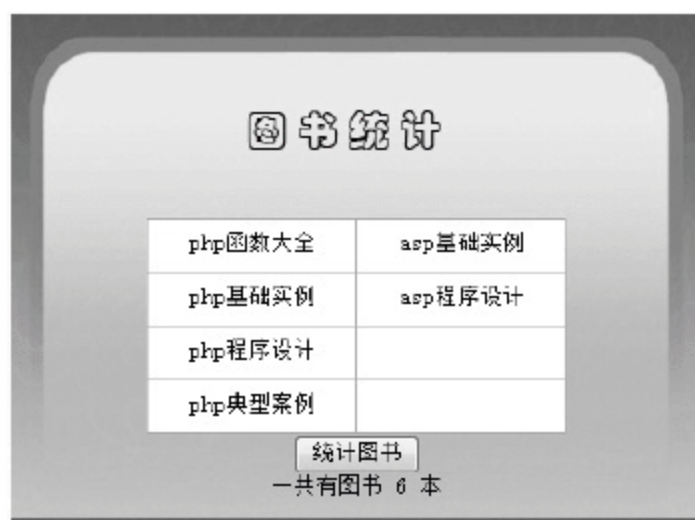 图书统计
php函数大全 asp基础实例
php基础实例 asp程序设计
php程序设计
php典型案例
统计图书
一共有图书 6 本